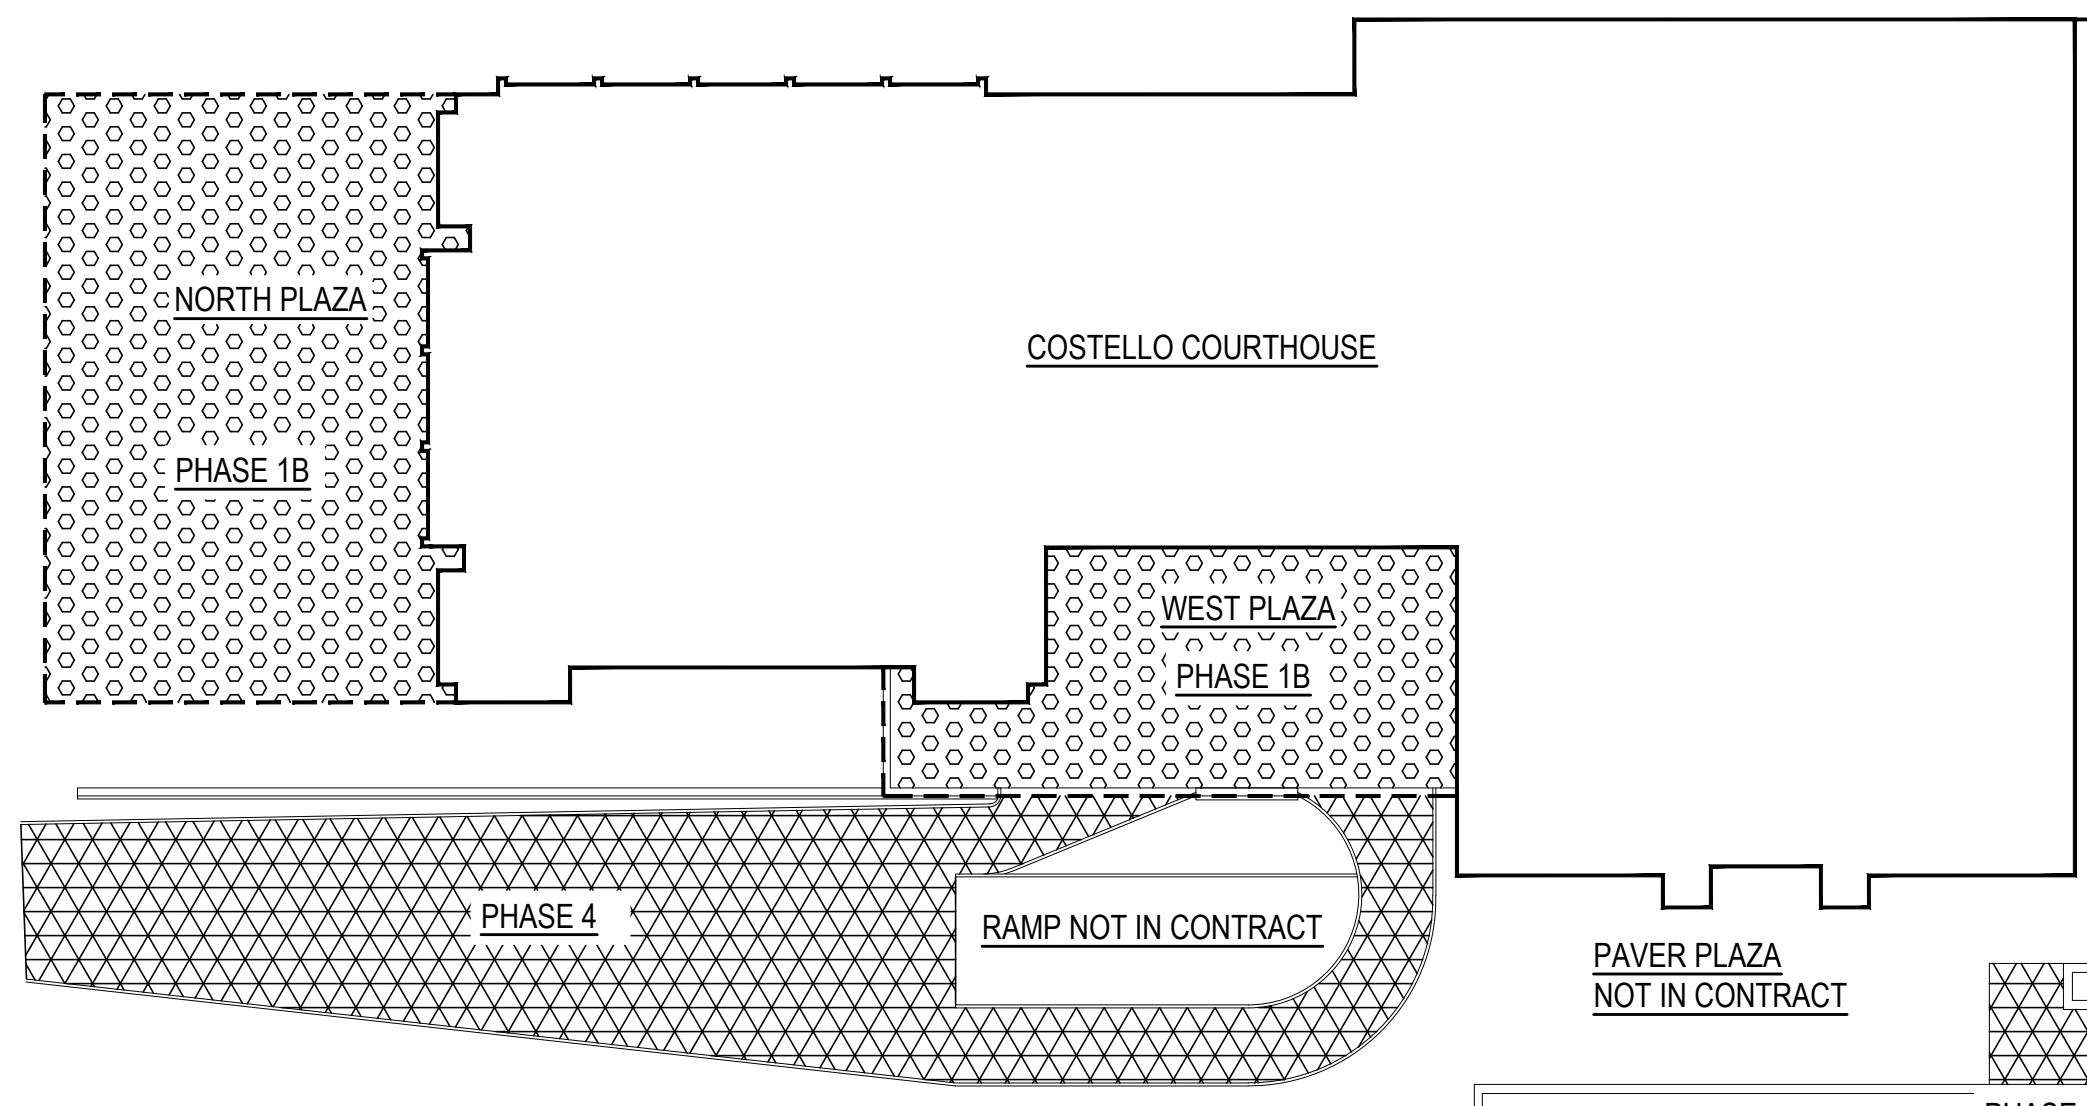 NORTH PLAZA
COSTELLO COURTHOUSE
PHASE 1B
WEST PLAZA
PHASE 1B
PHASE 4
RAMP NOT IN CONTRACT
PAVER PLAZA
NOT IN CONTRACT
PHASE